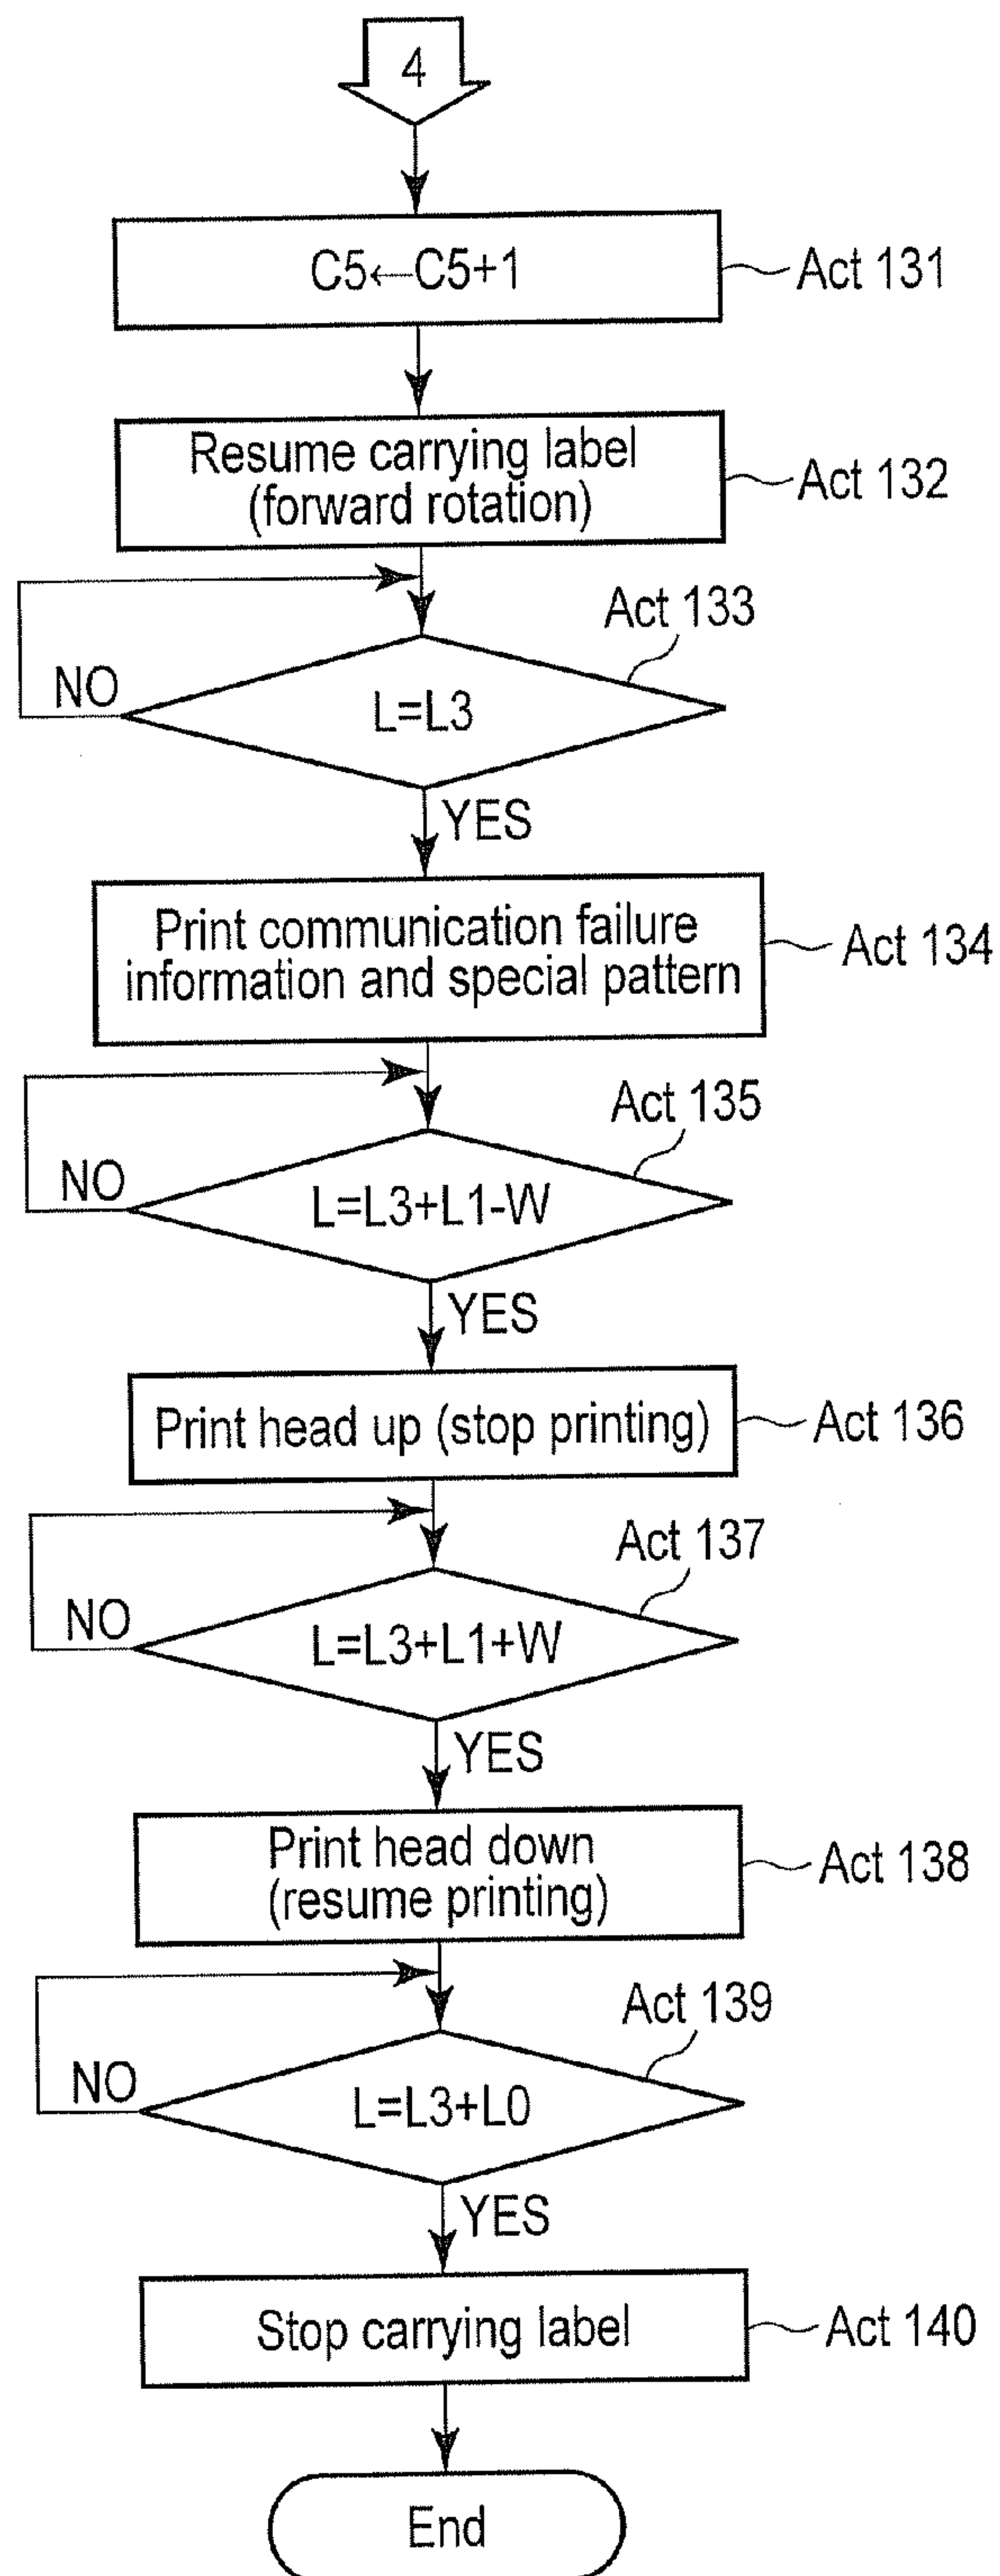 4
C5←C5+1
Act 131
Resume carrying label
(forward rotation)
Act 132
Act 133
NO
L=L3
YES
Print communication failure
information and special pattern
Act 134
Act 135
NO
L=L3+L1-W
YES
Print head up (stop printing)
Act 136
Act 137
NO
L=L3+L1+W
YES
Print head down
(resume printing)
Act 138
Act 139
NO
L=L3+L0
YES
Stop carrying label
Act 140
End